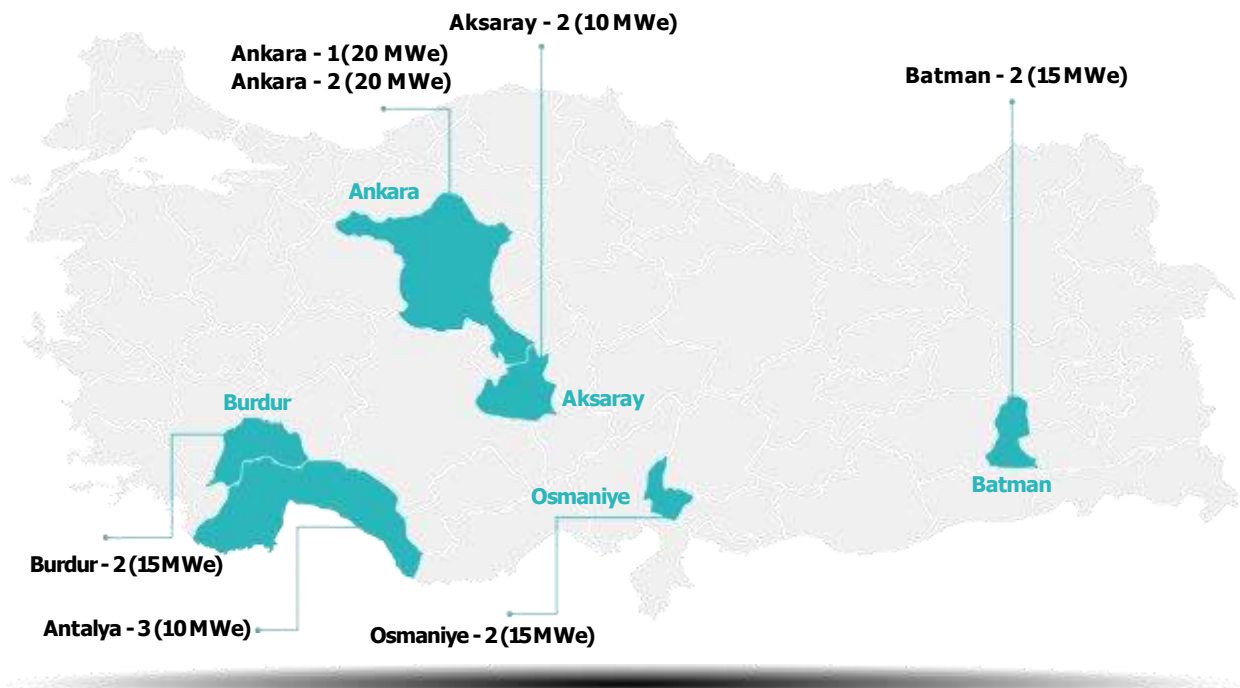 Aksaray - 2 (10 MWe)
Ankara - 1 (20 MWe)
Ankara - 2 (20 MWe)
Batman - 2 (15 MWe)
Ankara
Burdur
Aksaray
Osmaniye
Batman
Burdur - 2 (15 MWe)
Antalya - 3 (10 MWe)
Osmaniye - 2 (15 MWe)